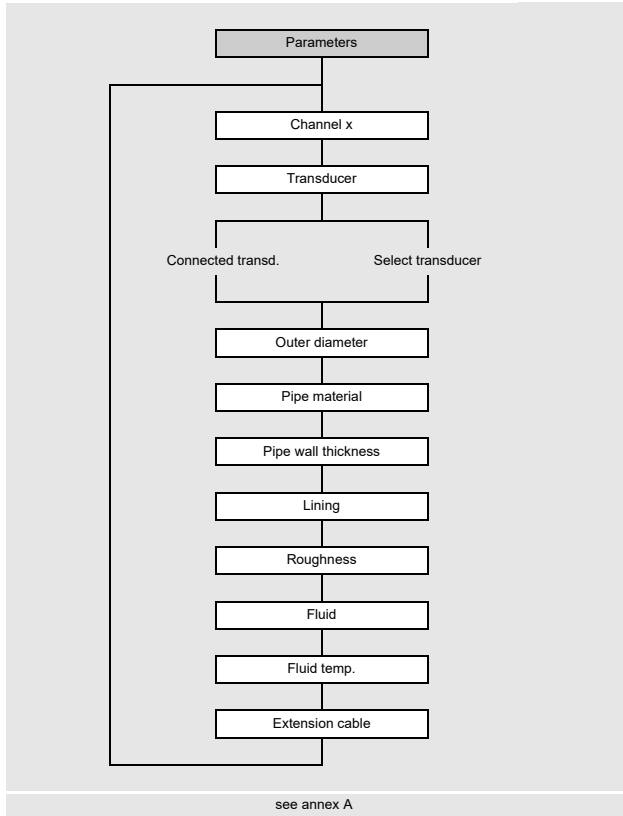 Parameters
Channel x
Transducer
Connected transd.
Select transducer
Outer diameter
Pipe material
Pipe wall thickness
Lining
Roughness
Fluid
Fluid temp.
Extension cable
see annex A